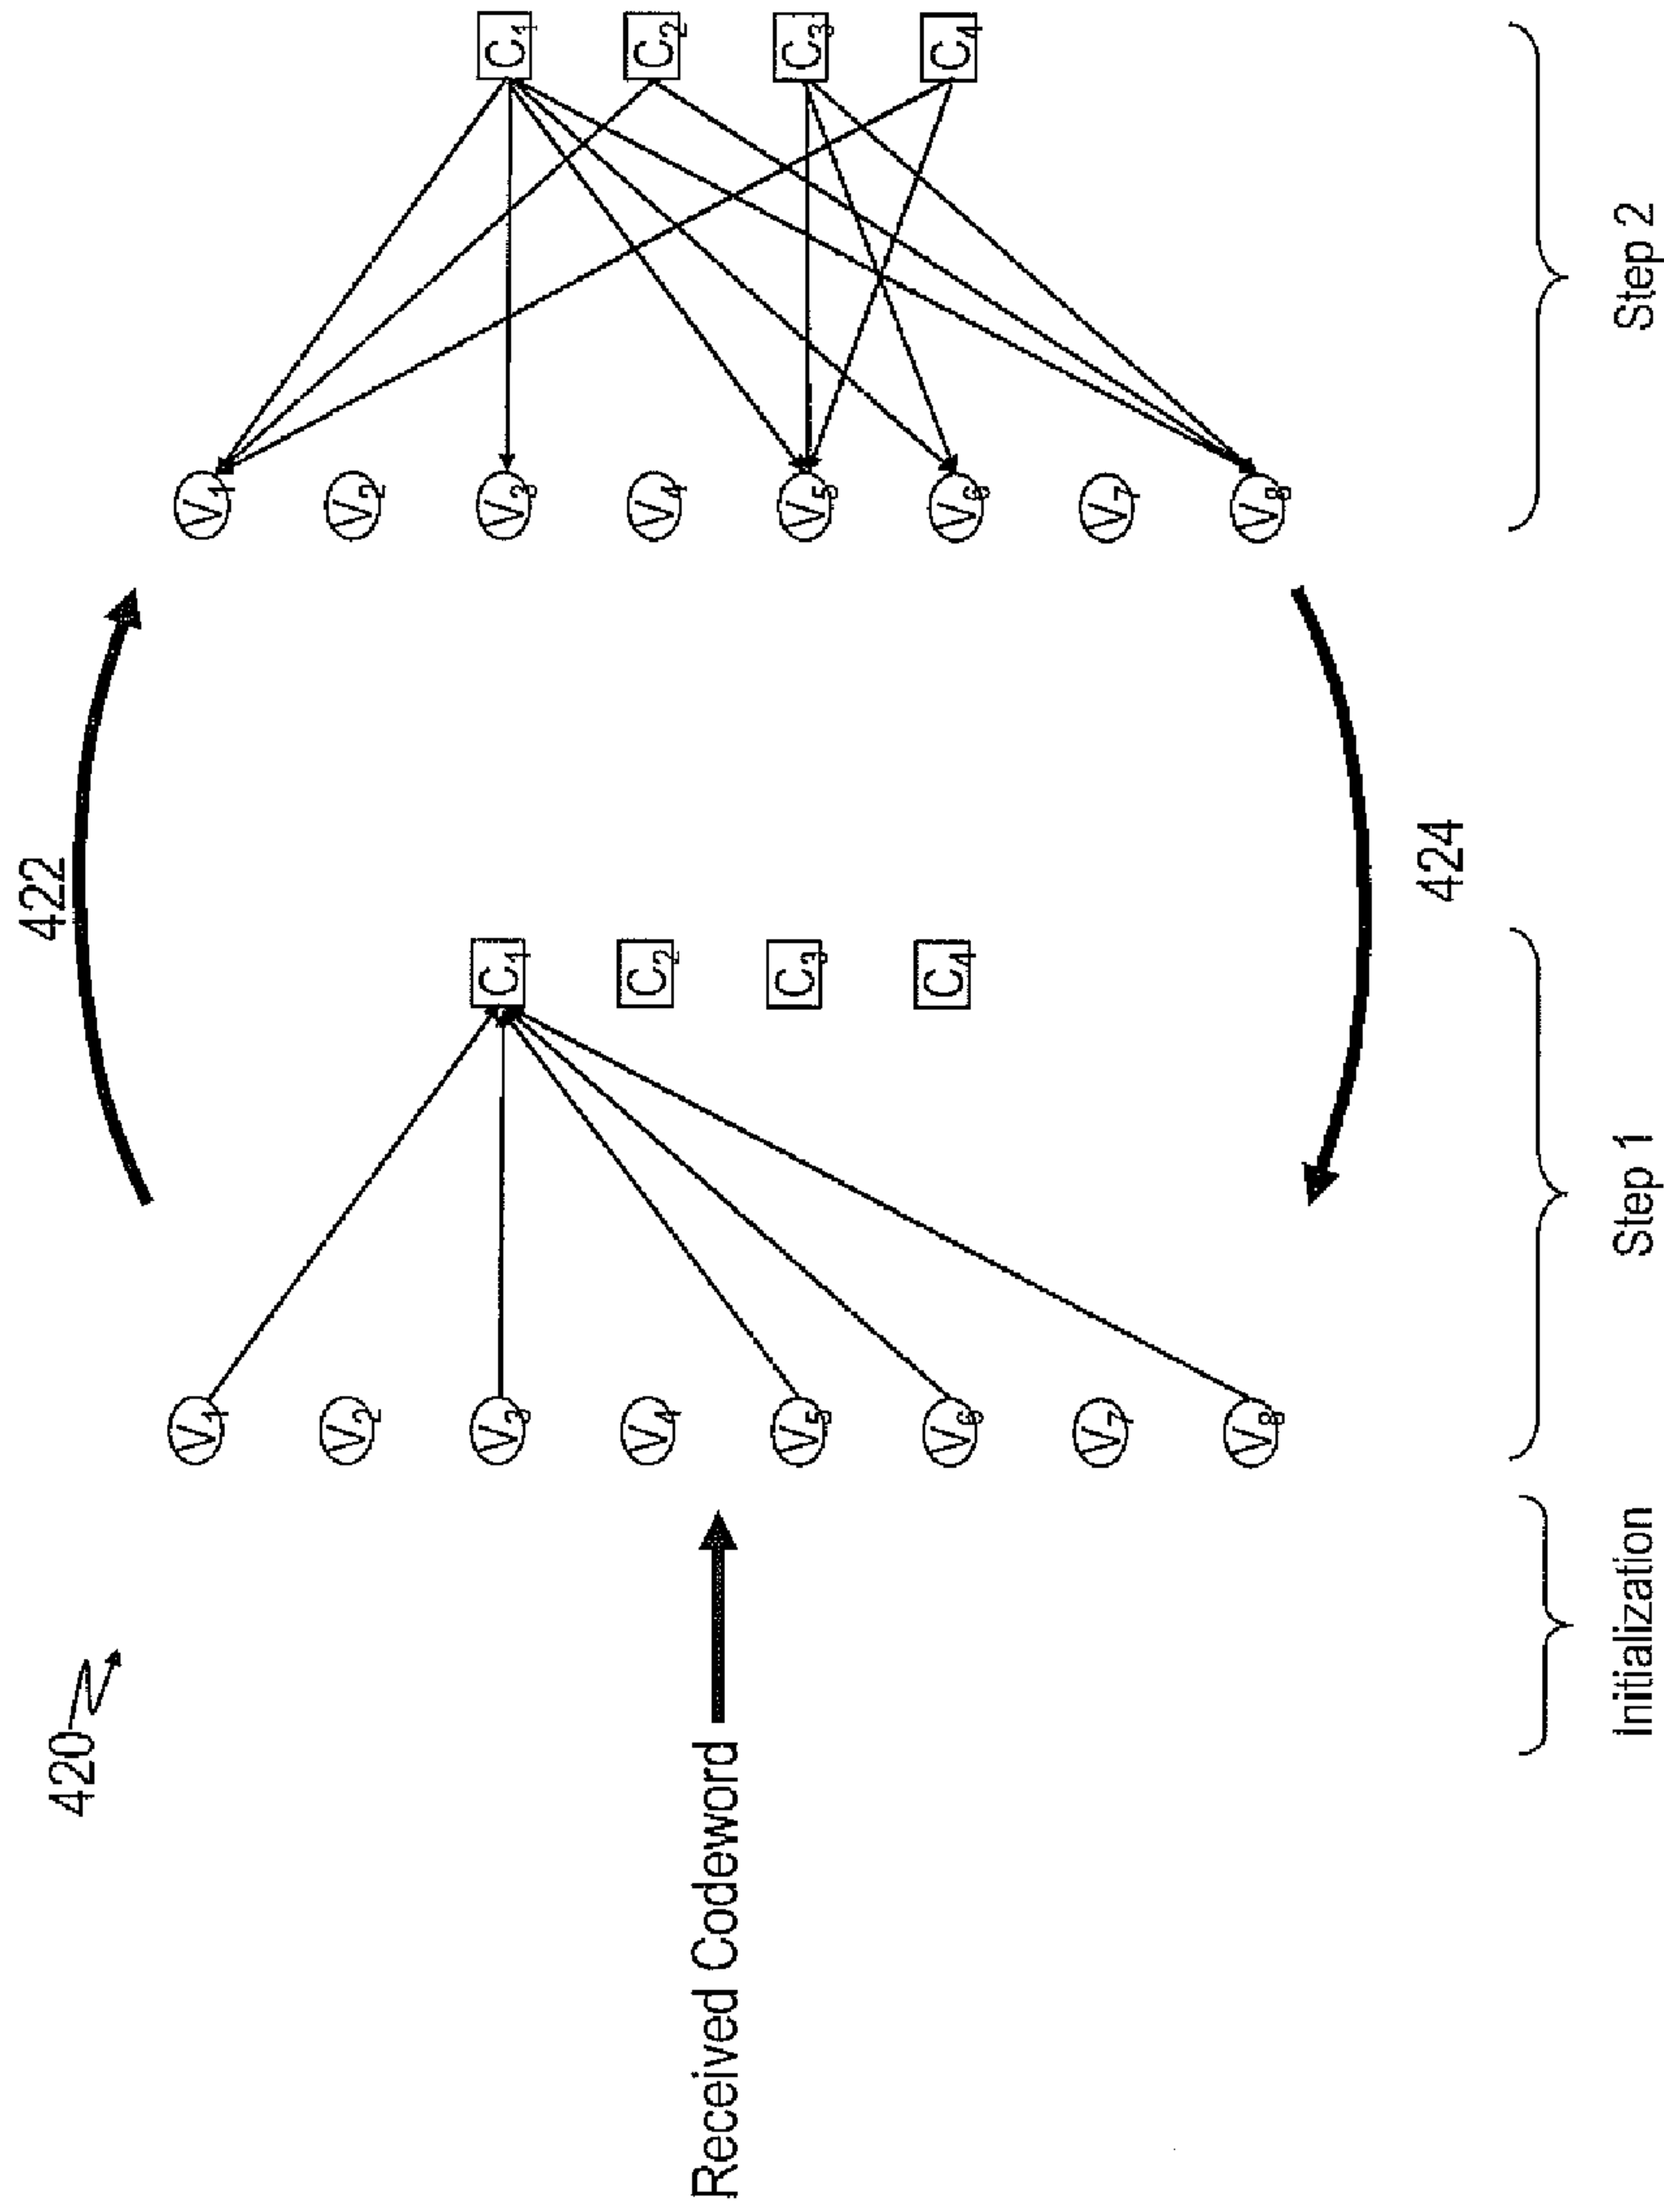 420
422
Received Codeword
V1
V2
V3
V4
V5
V6
V7
V8
C1
C2
C3
C4
V1
V2
V3
V4
V5
V6
V7
V8
C1
C2
C3
C4
424
Initialization
Step 1
Step 2